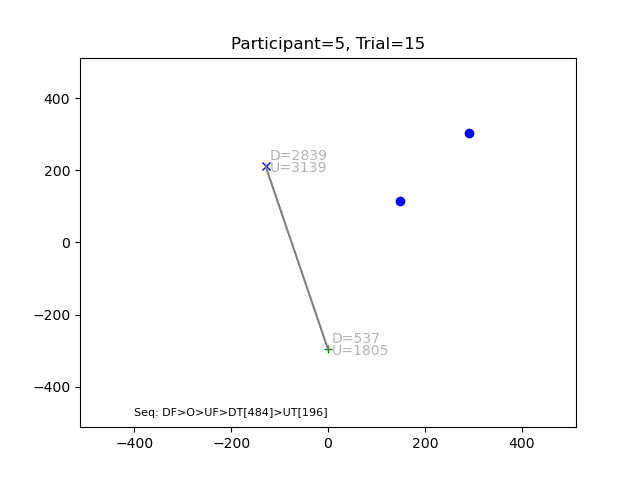 Participant=5, Trial=15
400
200
0
−200
−400
D=2839
U=3139
D=537
U=1805
Seq: DF>O>UF>DT[484]>UT[196]
−400 −200 0 200 400